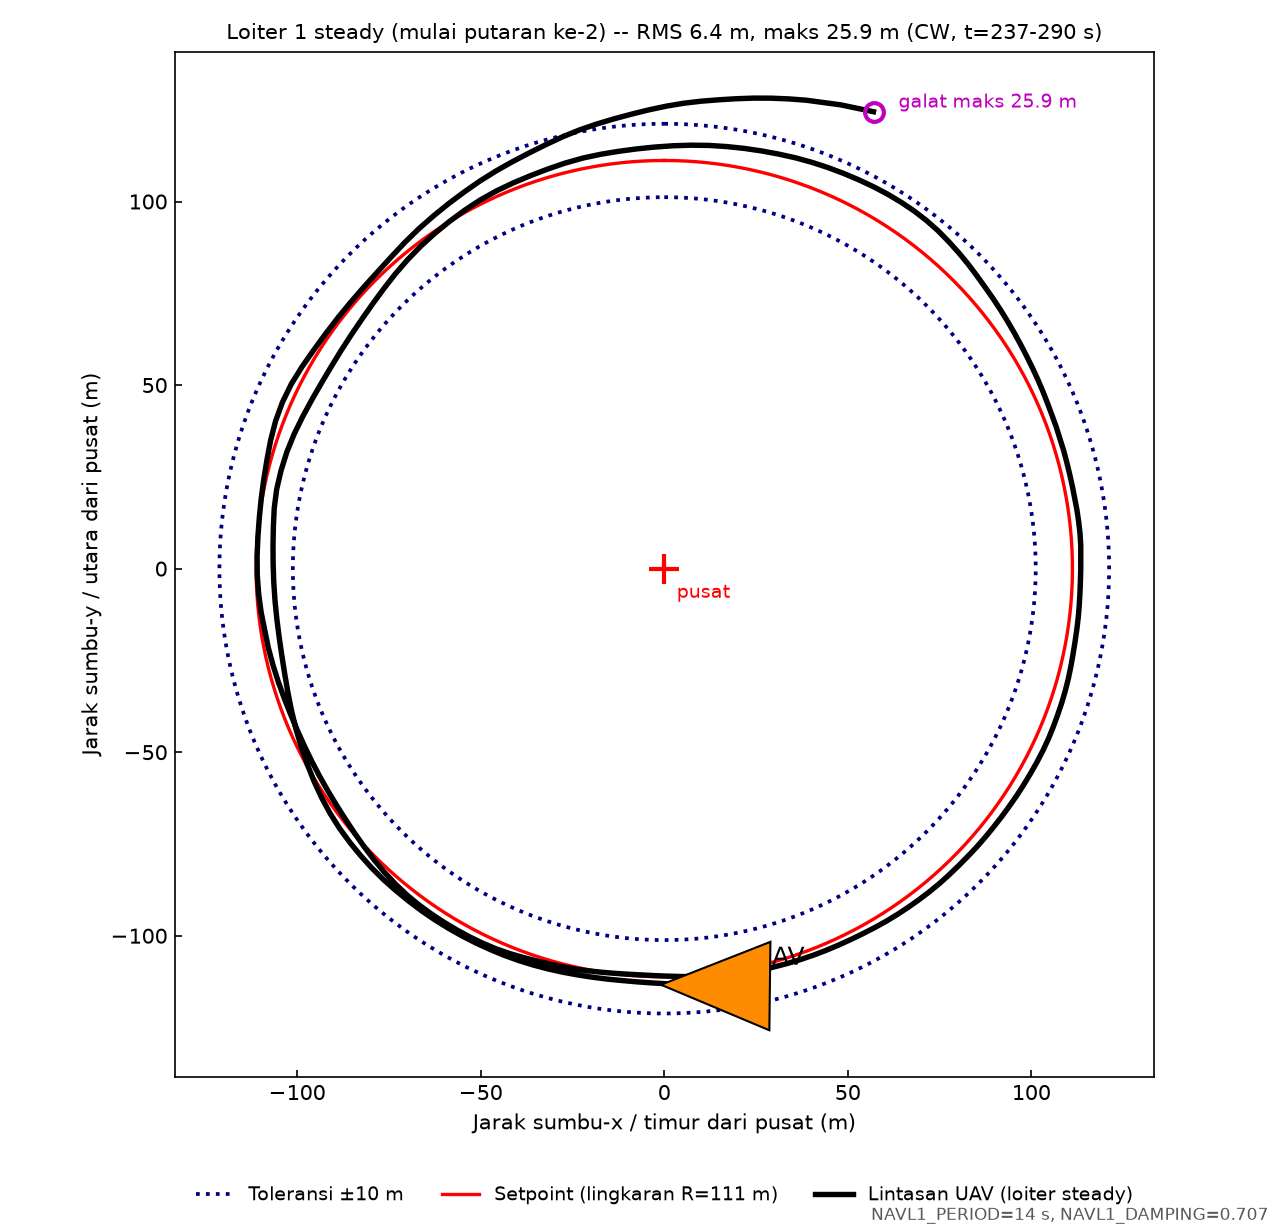 Loiter 1 steady (mulai putaran ke-2) -- RMS 6.4 m, maks 25.9 m (CW, t=237-290 s)
galat maks 25.9 m
Jarak sumbu-y / utara dari pusat (m)
100
50
0
−50
−100
pusat
AV
−100
−50
0
50
100
Jarak sumbu-x / timur dari pusat (m)
Toleransi ±10 m
Setpoint (lingkaran R=111 m)
Lintasan UAV (loiter steady)
NAVL1_PERIOD=14 s, NAVL1_DAMPING=0.707